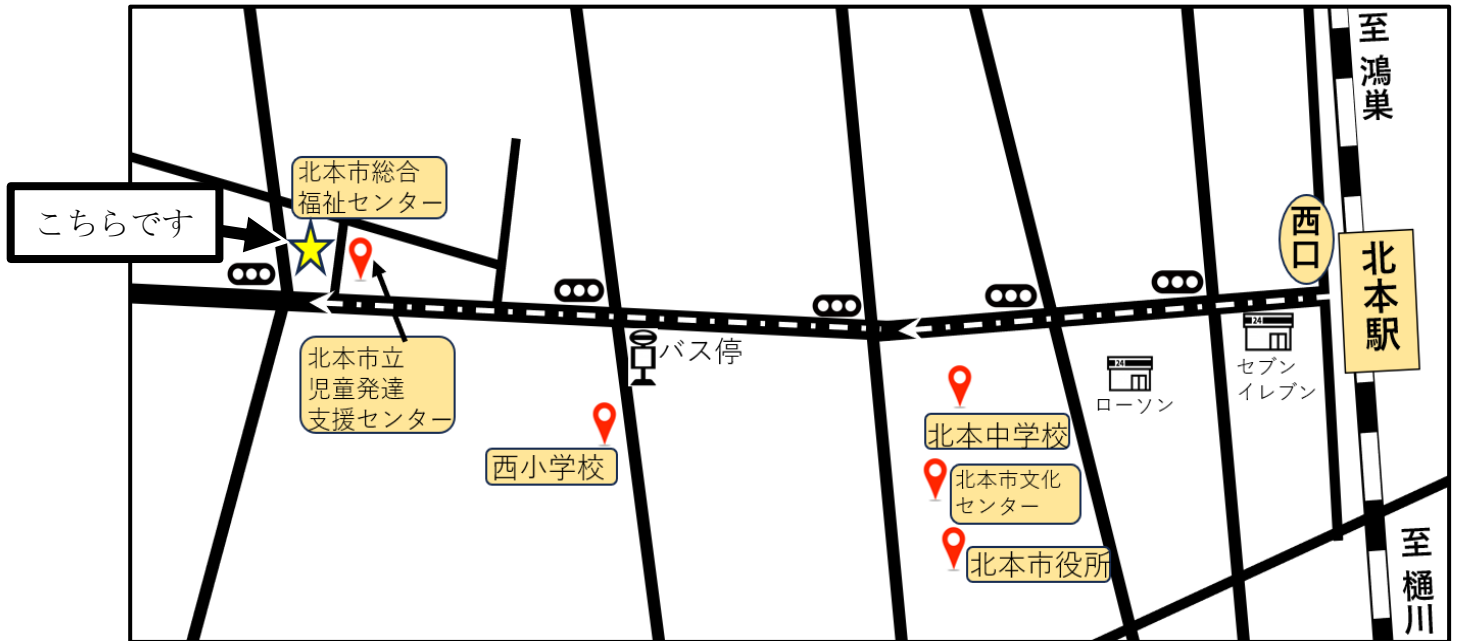 至
鴻
巣
北本市総合
福祉センター
こちらです
西
口
北
本
駅
バス停
北本市立
児童発達
支援センター
24
セブン
イレブン
24
ローソン
北本中学校
西小学校
北本市文化
センター
北本市役所
至
樋
川